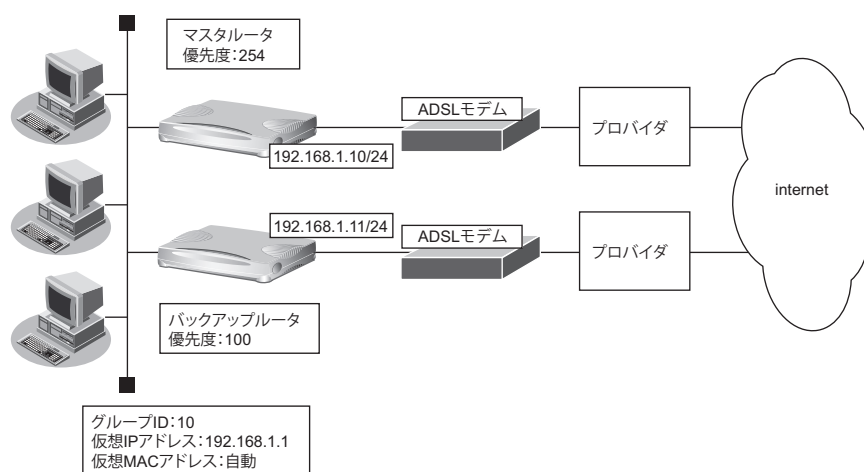 マスタルータ
優先度：254
ADSLモデム
プロバイダ
192.168.1.10/24
internet
192.168.1.11/24
ADSLモデム
プロバイダ
バックアップルータ
優先度：100
グループID：10
仮想IPアドレス：192.168.1.1
仮想MACアドレス：自動